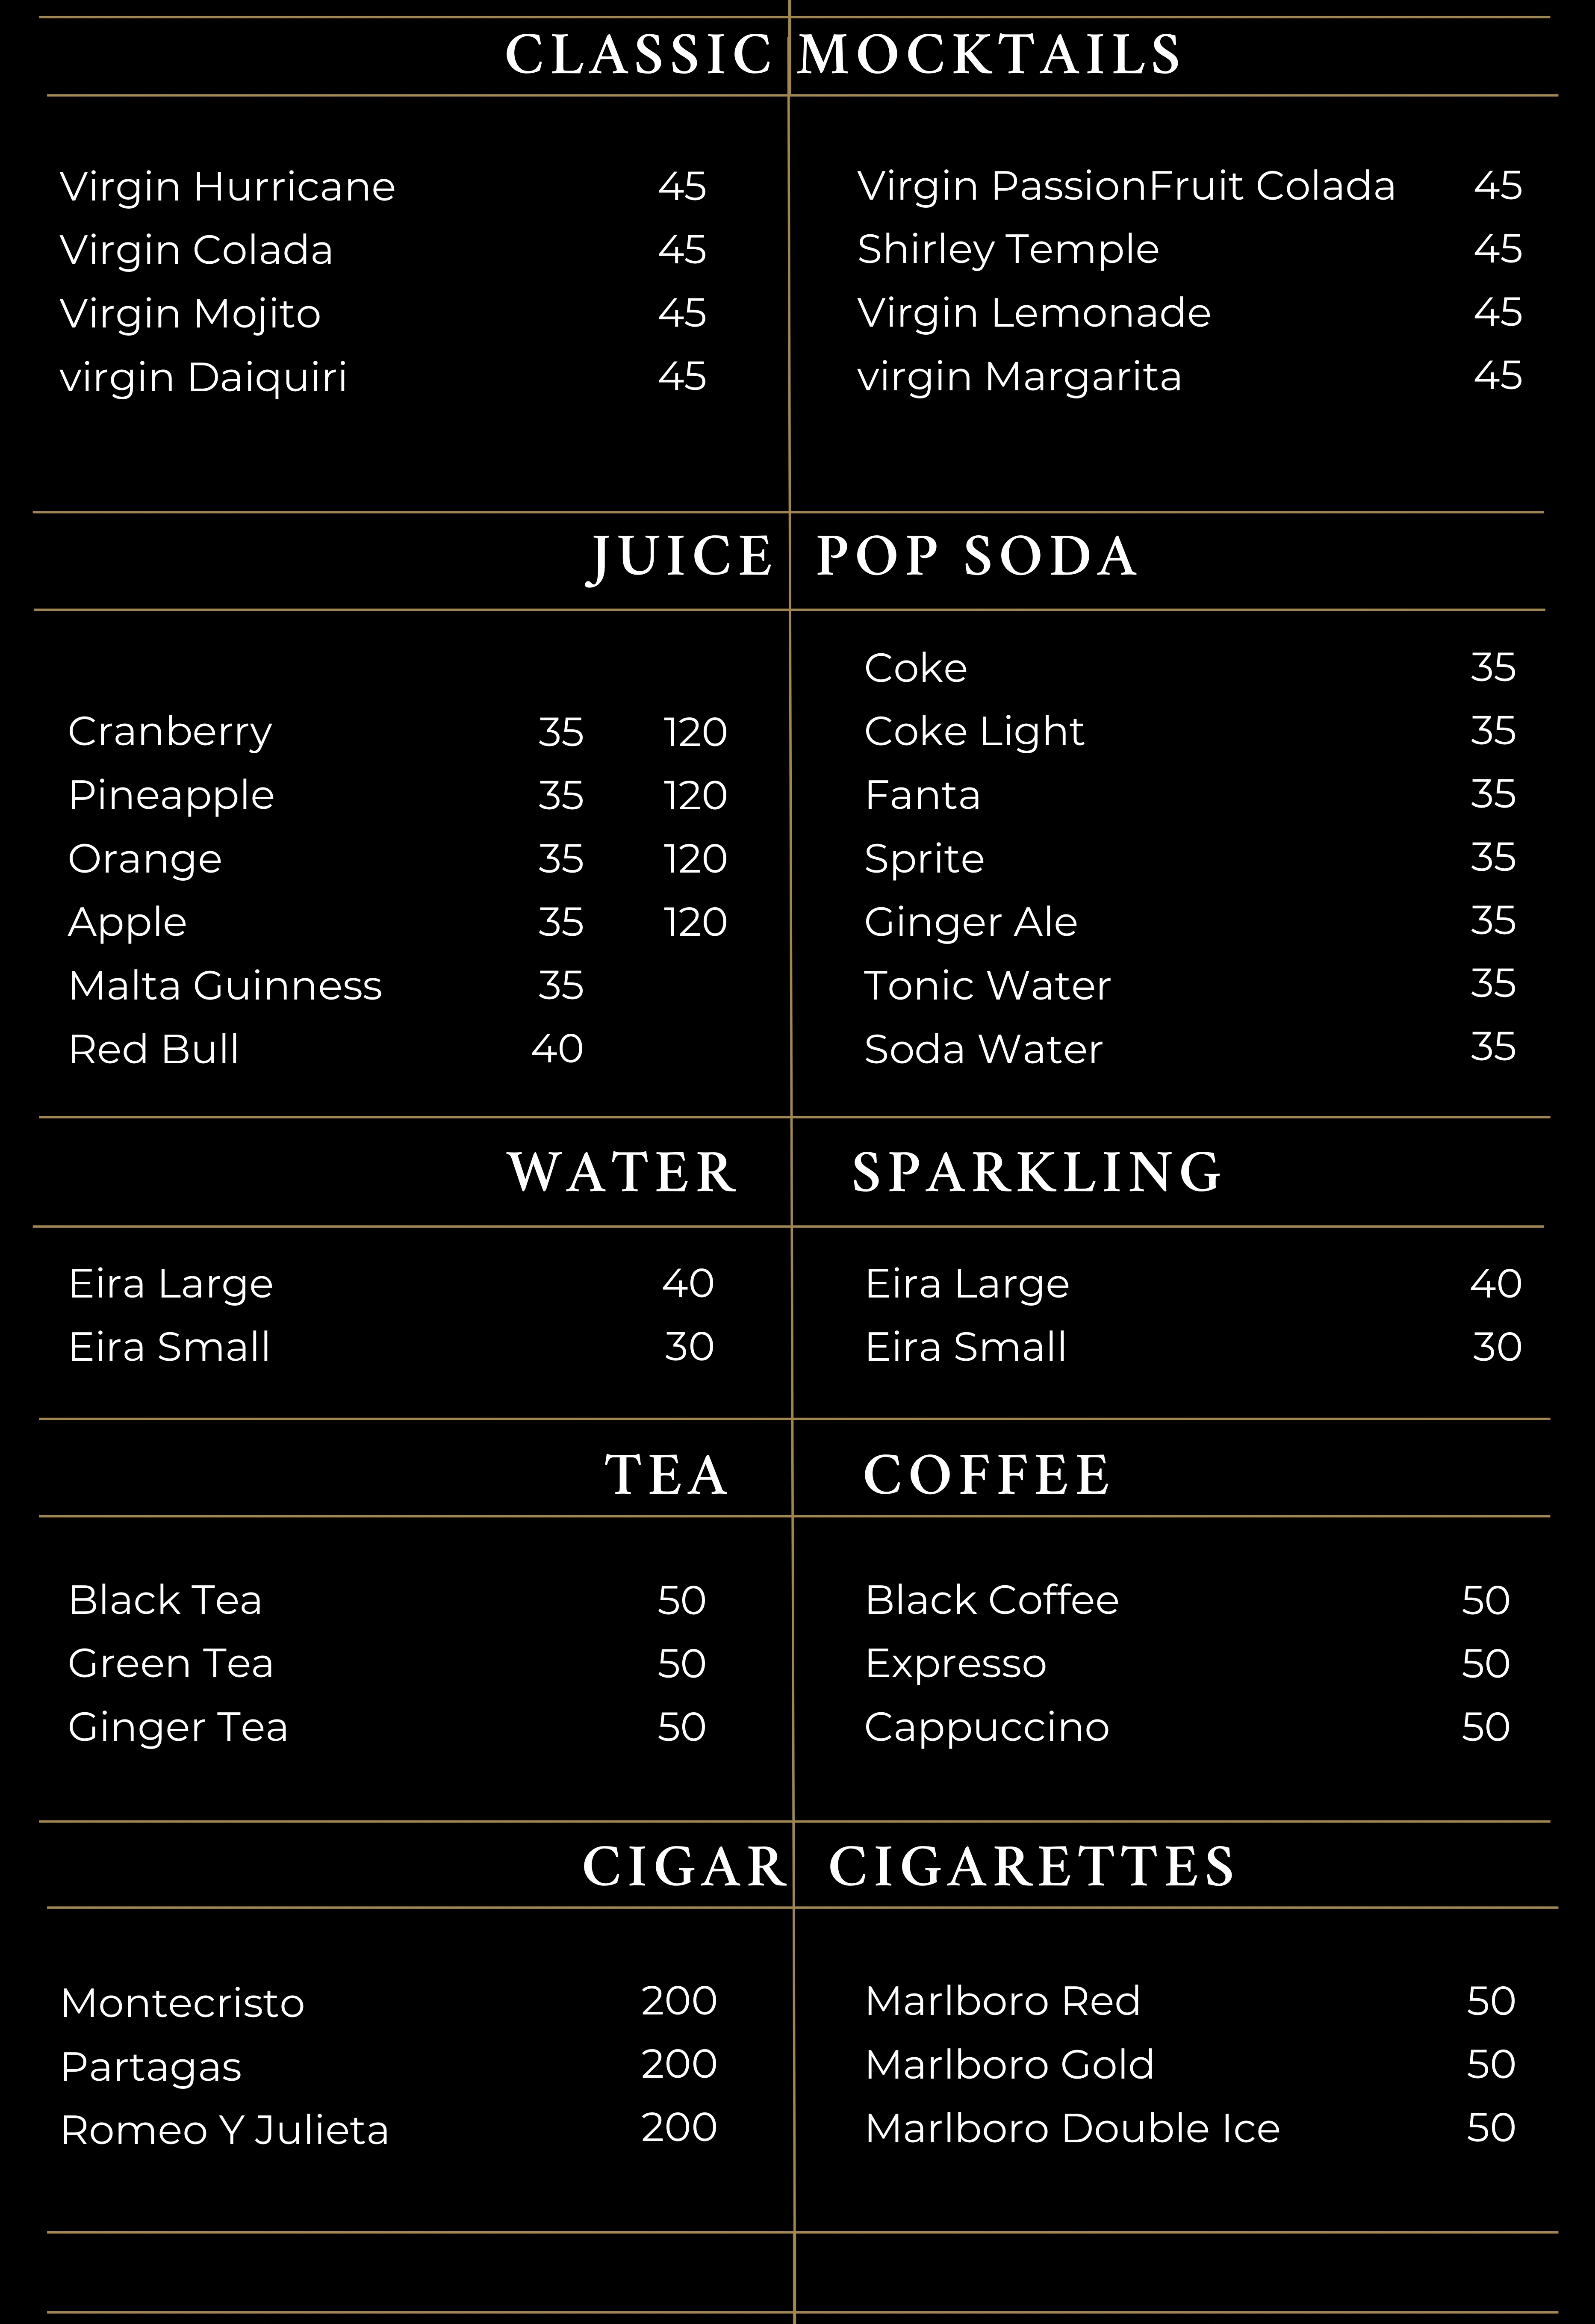 CLASSIC MOCKTAILS
Virgin Hurricane 45
Virgin Colada 45
Virgin Mojito 45
virgin Daiquiri 45
Virgin PassionFruit Colada 45
Shirley Temple 45
Virgin Lemonade 45
virgin Margarita 45
JUICE
Cranberry 35 120
Pineapple 35 120
Orange 35 120
Apple 35 120
Malta Guinness 35
Red Bull 40
POP SODA
Coke 35
Coke Light 35
Fanta 35
Sprite 35
Ginger Ale 35
Tonic Water 35
Soda Water 35
WATER
Eira Large 40
Eira Small 30
SPARKLING
Eira Large 40
Eira Small 30
TEA
Black Tea 50
Green Tea 50
Ginger Tea 50
COFFEE
Black Coffee 50
Expresso 50
Cappuccino 50
CIGAR
Montecristo 200
Partagas 200
Romeo Y Julieta 200
CIGARETTES
Marlboro Red 50
Marlboro Gold 50
Marlboro Double Ice 50